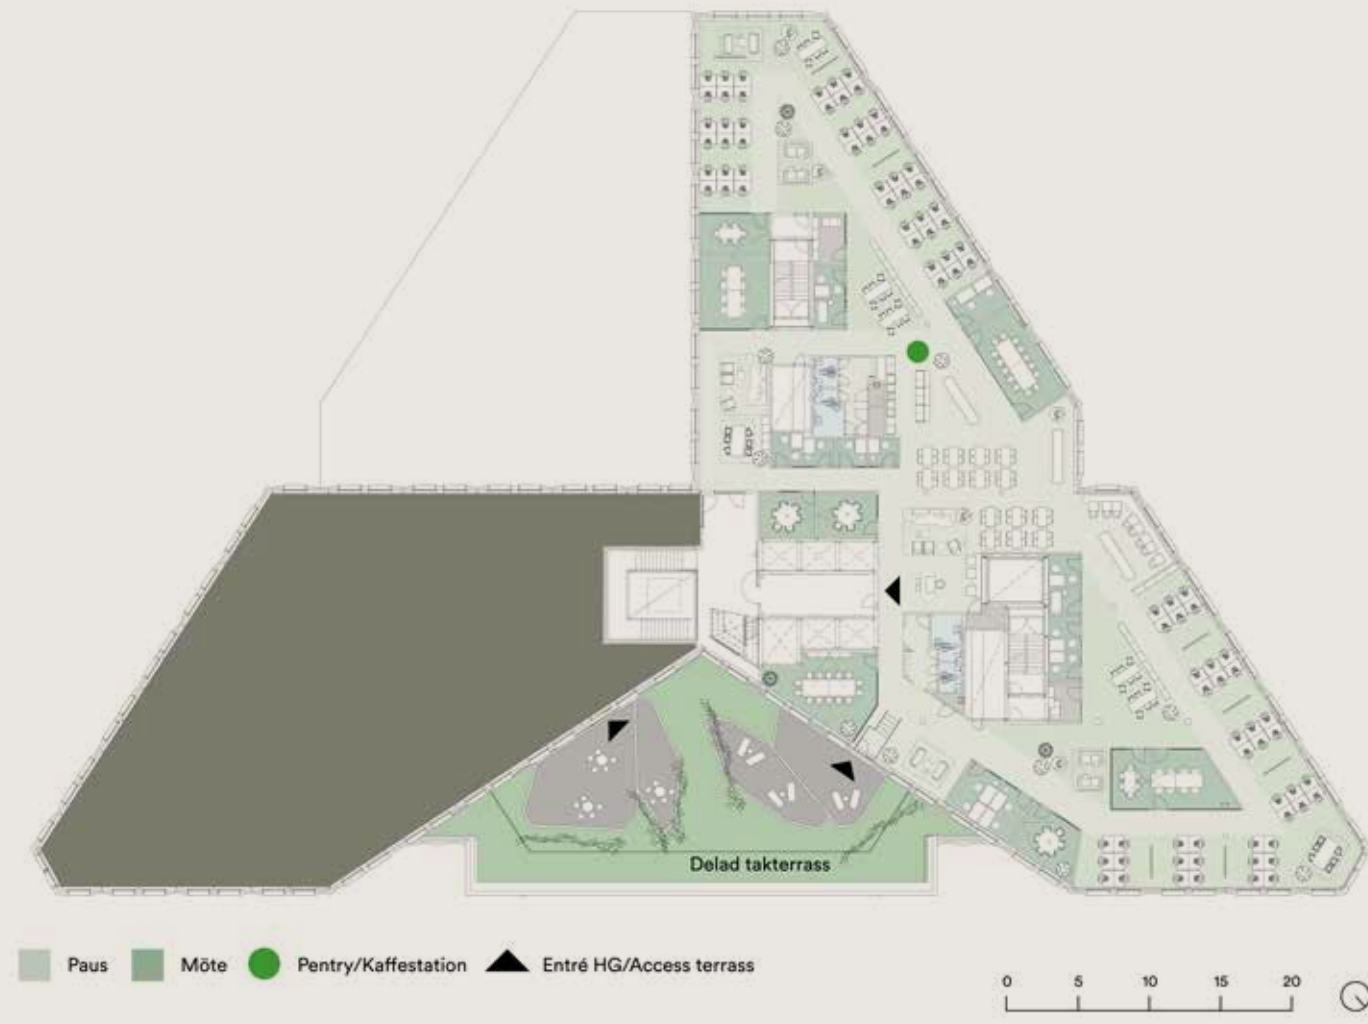 Delad takterrass
Paus
Möte
Pentry/Kaffestation
Entré HG/Access terrass
0 5 10 15 20